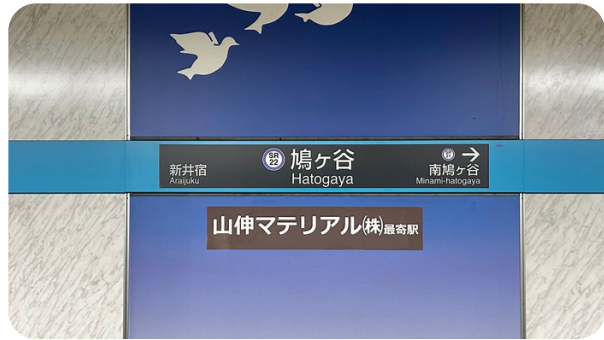 新井宿
Araijuku
SR
22
鳩ヶ谷
Hatogaya
→
南鳩ヶ谷
Minami-hatogaya
山伸マテリアル㈱最寄駅